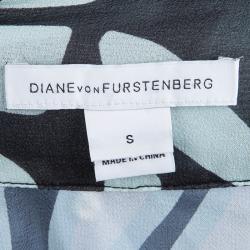 DIANE VON FURSTENBERG
S
MADE IN CHINA